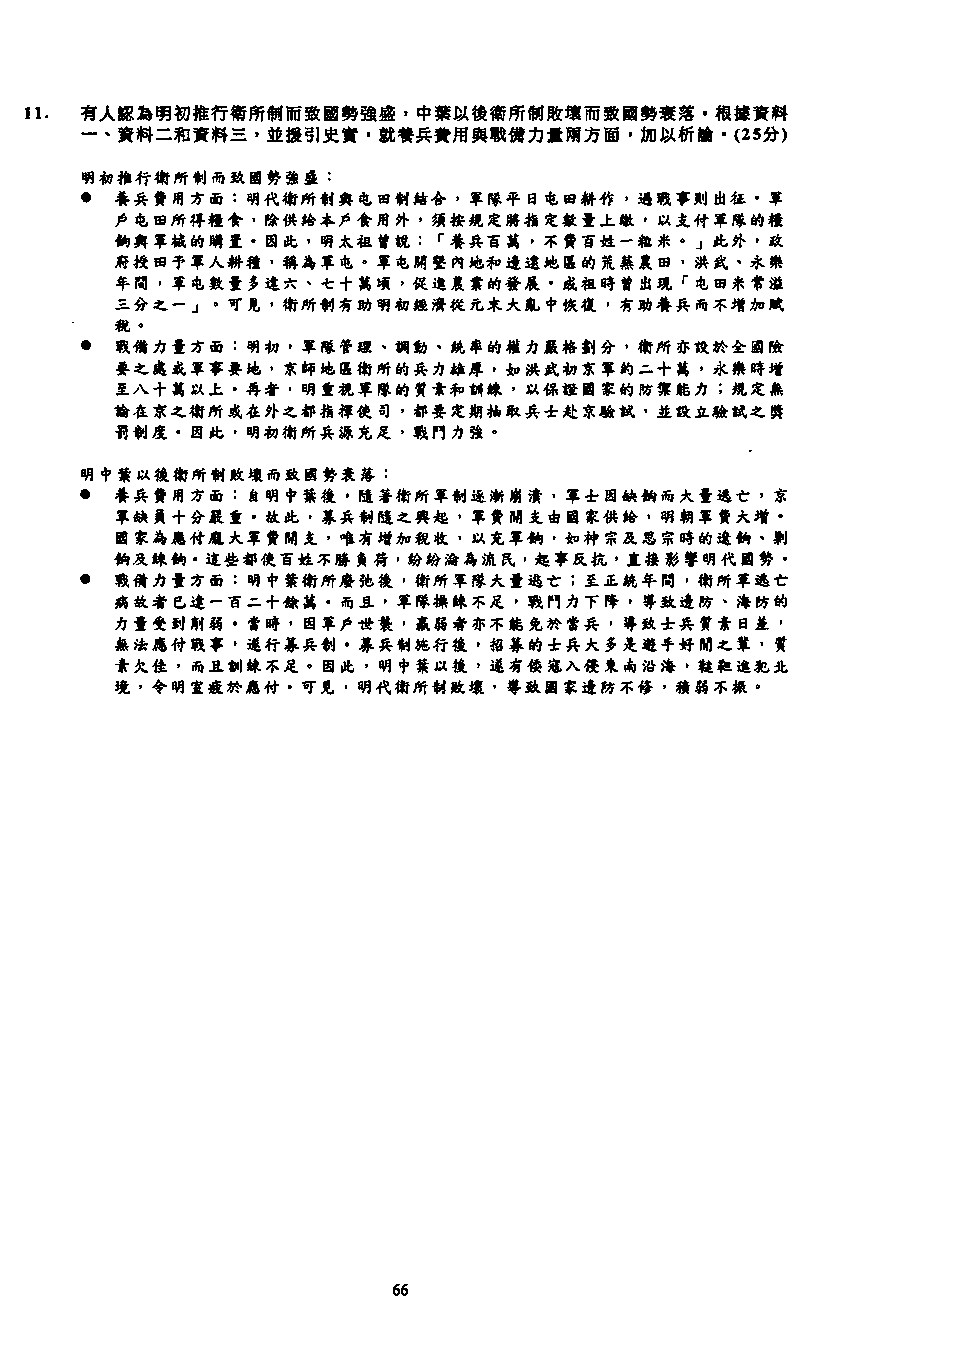 11. 有人認為明初推行衛所制而致國勢強盛，中葉以後衛所制敗壞而致國勢衰落。根據資料
一、資料二和資料三，並援引史實，就養兵費用與戰備力量兩方面，加以析論。(25分)
明初推行衛所制而致國勢強盛：
● 養兵費用方面：明代衛所制與屯田制結合，軍隊平日屯田耕作，遇戰事則出征。軍
戶屯田所得糧食，除供給本戶食用外，須按規定將指定數量上繳，以支付軍隊的糧
餉與軍械的購置。因此，明太祖曾說：「養兵百萬，不費百姓一粒米。」此外，政
府授田予軍人耕種，稱為軍屯。軍屯開墾內地和邊遠地區的荒蕪農田，洪武、永樂
年間，軍屯數量多達六、七十萬頃，促進農業的發展。成祖時曾出現「屯田米常溢
三分之一」。可見，衛所制有助明初經濟從元末大亂中恢復，有助養兵而不增加賦
稅。
● 戰備力量方面：明初，軍隊管理、調動、統率的權力嚴格劃分，衛所亦設於全國險
要之處或軍事要地，京師地區衛所的兵力雄厚，如洪武初京軍約二十萬，永樂時增
至八十萬以上。再者，明重視軍隊的質素和訓練，以保證國家的防禦能力；規定無
論在京之衛所或在外之都指揮使司，都要定期抽取兵士赴京驗試，並設立驗試之獎
罰制度。因此，明初衛所兵源充足，戰鬥力強。
明中葉以後衛所制敗壞而致國勢衰落：
● 養兵費用方面：自明中葉後，隨著衛所軍制逐漸崩潰，軍士因缺餉而大量逃亡，京
軍缺員十分嚴重。故此，募兵制隨之興起，軍費開支由國家供給，明朝軍費大增。
國家為應付龐大軍費開支，唯有增加稅收，以充軍餉，如神宗及思宗時的遼餉、剿
餉及練餉。這些都使百姓不勝負荷，紛紛淪為流民，起事反抗，直接影響明代國勢。
● 戰備力量方面：明中葉衛所廢弛後，衛所軍隊大量逃亡；至正統年間，衛所軍逃亡
病故者已達一百二十餘萬。而且，軍隊操練不足，戰鬥力下降，導致邊防、海防的
力量受到削弱。當時，因軍戶世襲，羸弱者亦不能免於當兵，導致士兵質素日差，
無法應付戰事，遂行募兵制。募兵制施行後，招募的士兵大多是遊手好閒之輩，質
素欠佳，而且訓練不足。因此，明中葉以後，遂有倭寇入侵東南沿海，韃靼進犯北
境，令明室疲於應付。可見，明代衛所制敗壞，導致國家邊防不修，積弱不振。
66